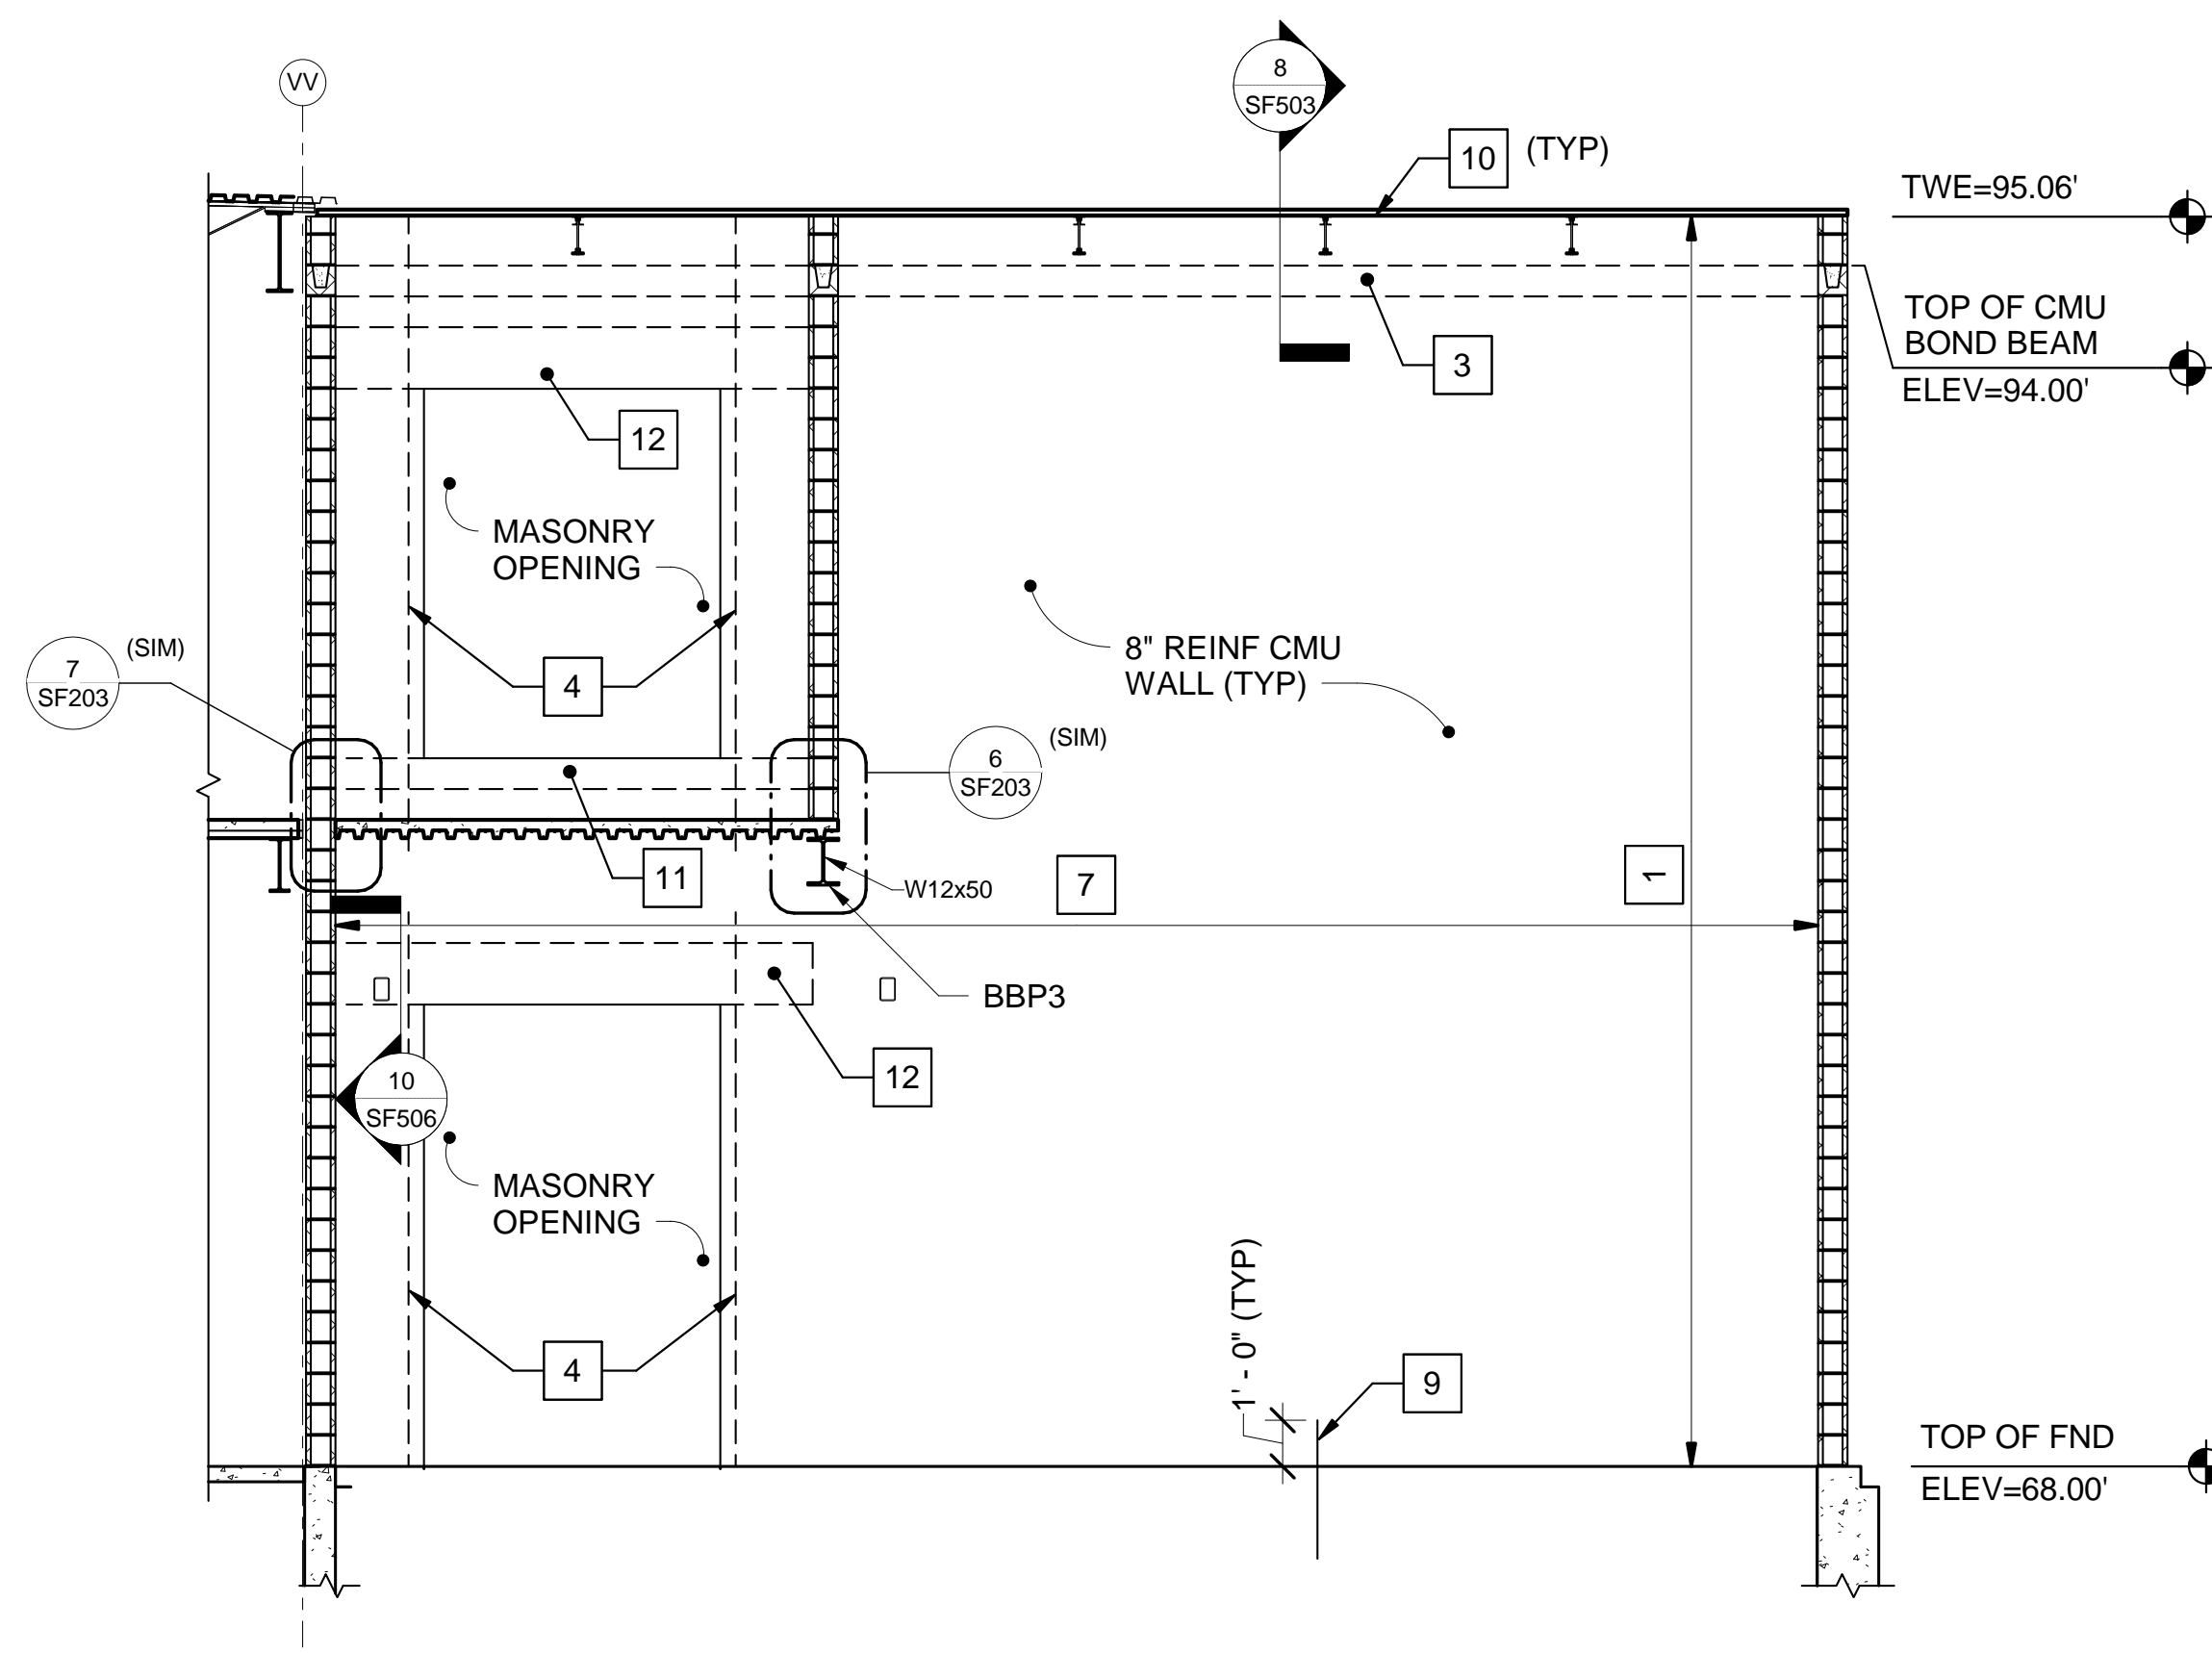 VV
8
SF503
10
(TYP)
TWE=95.06'
TOP OF CMU
BOND BEAM
ELEV=94.00'
3
12
MASONRY
OPENING
8" REINF CMU
WALL (TYP)
7
SF203
(SIM)
4
6
SF203
(SIM)
11
W12x50
7
1
BBP3
12
10
SF506
MASONRY
OPENING
4
1' - 0" (TYP)
9
TOP OF FND
ELEV=68.00'